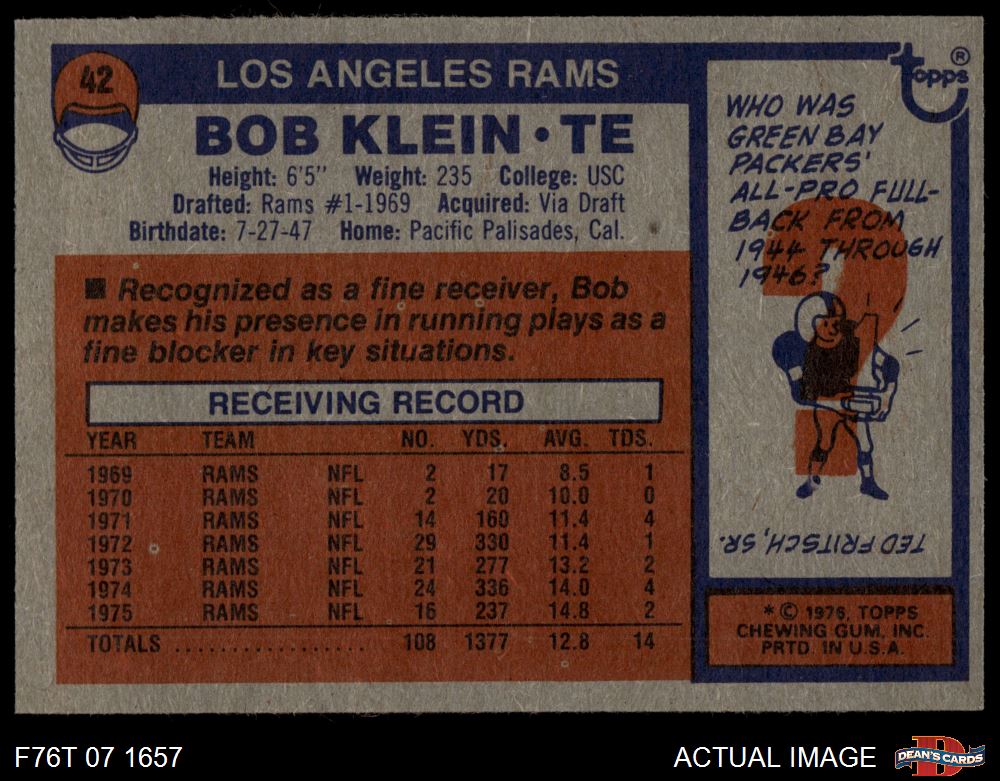 42
LOS ANGELES RAMS
BOB KLEIN • TE
Height: 6'5" Weight: 235 College: USC
Drafted: Rams #1-1969 Acquired: Via Draft
Birthdate: 7-27-47 Home: Pacific Palisades, Cal.
■ Recognized as a fine receiver, Bob
makes his presence in running plays as a
fine blocker in key situations.
RECEIVING RECORD
YEAR TEAM NO. YDS. AVG. TDS.
1969 RAMS NFL 2 17 8.5 1
1970 RAMS NFL 2 20 10.0 0
1971 RAMS NFL 14 160 11.4 4
1972 RAMS NFL 29 330 11.4 1
1973 RAMS NFL 21 277 13.2 2
1974 RAMS NFL 24 336 14.0 4
1975 RAMS NFL 16 237 14.8 2
TOTALS .................. 108 1377 12.8 14
topps ®
WHO WAS
GREEN BAY
PACKERS'
ALL-PRO FULL-
BACK FROM
1944 THROUGH
1946?
?
TED FRITSCH, SR.
* © 1976, TOPPS
CHEWING GUM, INC.
PRTD. IN U.S.A.
F76T 07 1657
ACTUAL IMAGE
D
DEAN'S CARDS